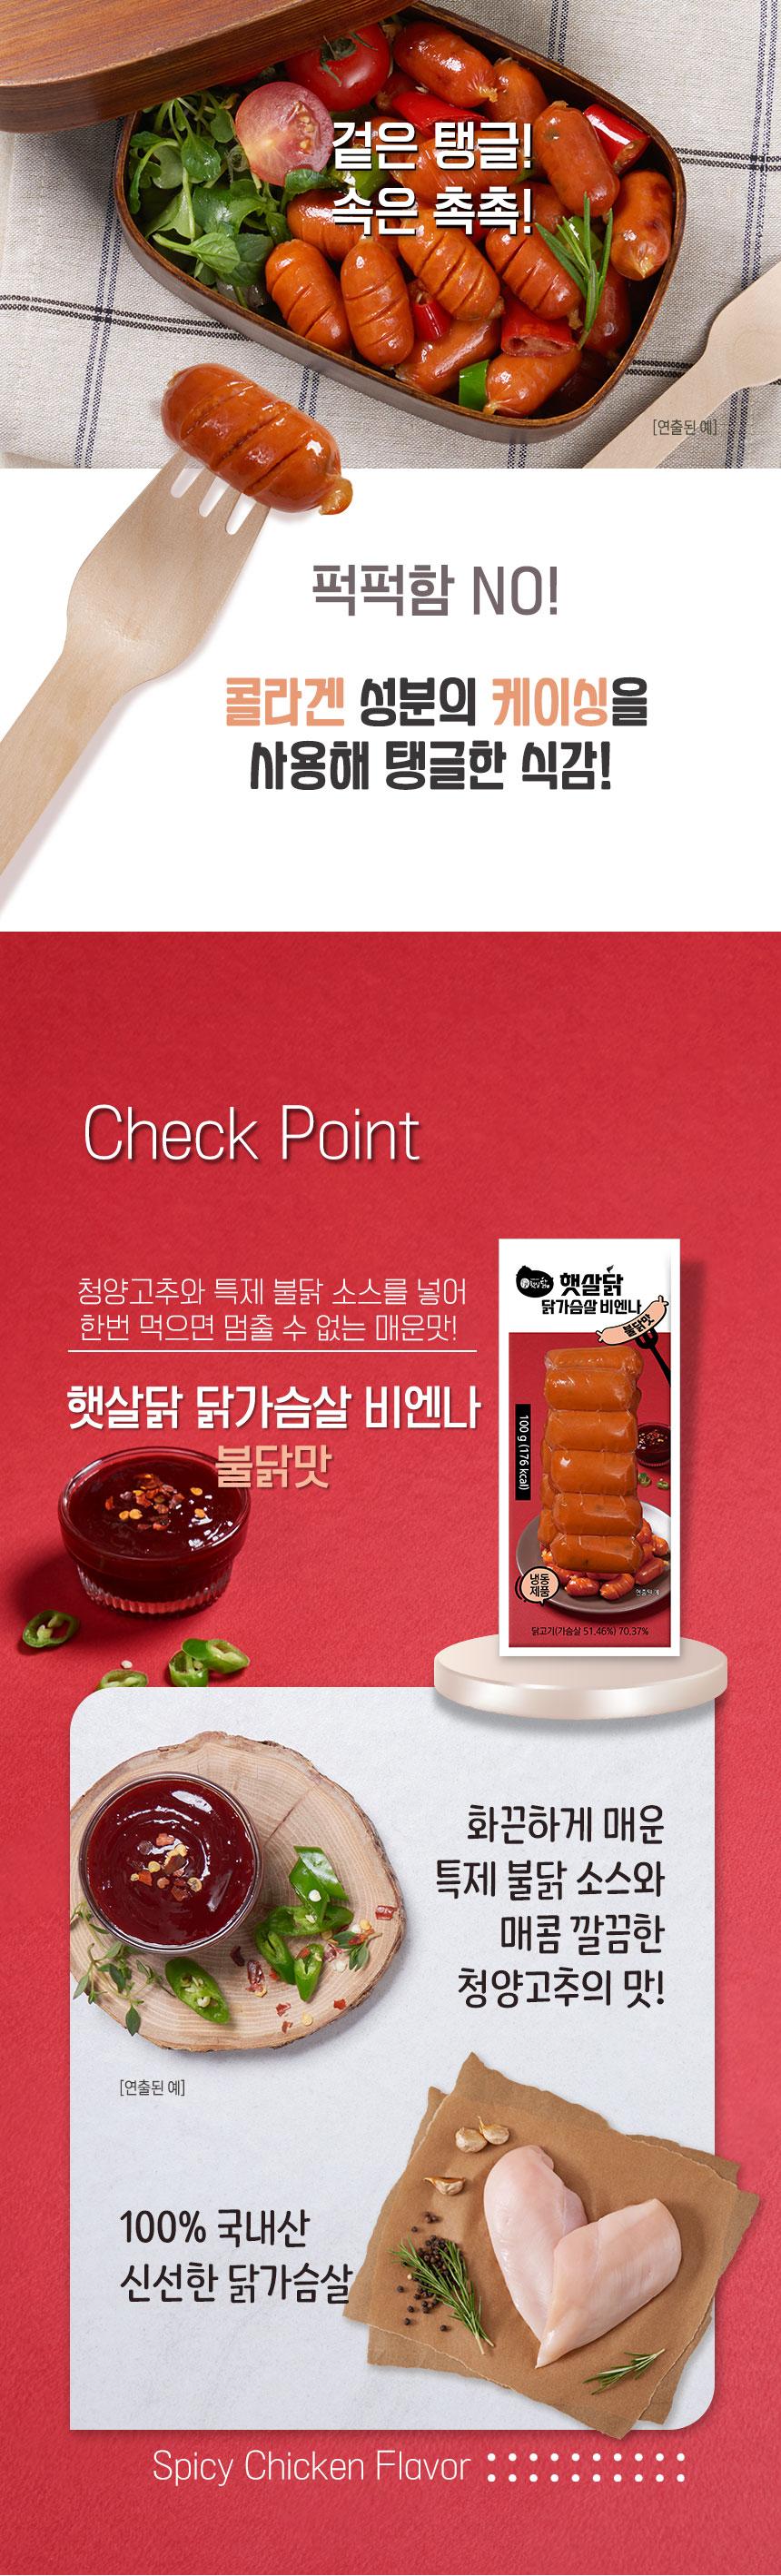 겉은 탱글!
속은 촉촉!
[연출된 예]
퍽퍽함 NO!
콜라겐 성분의 케이싱을
사용해 탱글한 식감!
Check Point
청양고추와 특제 불닭 소스를 넣어
한번 먹으면 멈출 수 없는 매운맛!
햇살닭 닭가슴살 비엔나
불닭맛
햇살닭
닭가슴살 비엔나
불닭맛
100 g (176 kcal)
냉동
제품
연출된 예
닭고기(가슴살 51.46%) 70.37%
화끈하게 매운
특제 불닭 소스와
매콤 깔끔한
청양고추의 맛!
[연출된 예]
100% 국내산
신선한 닭가슴살
Spicy Chicken Flavor